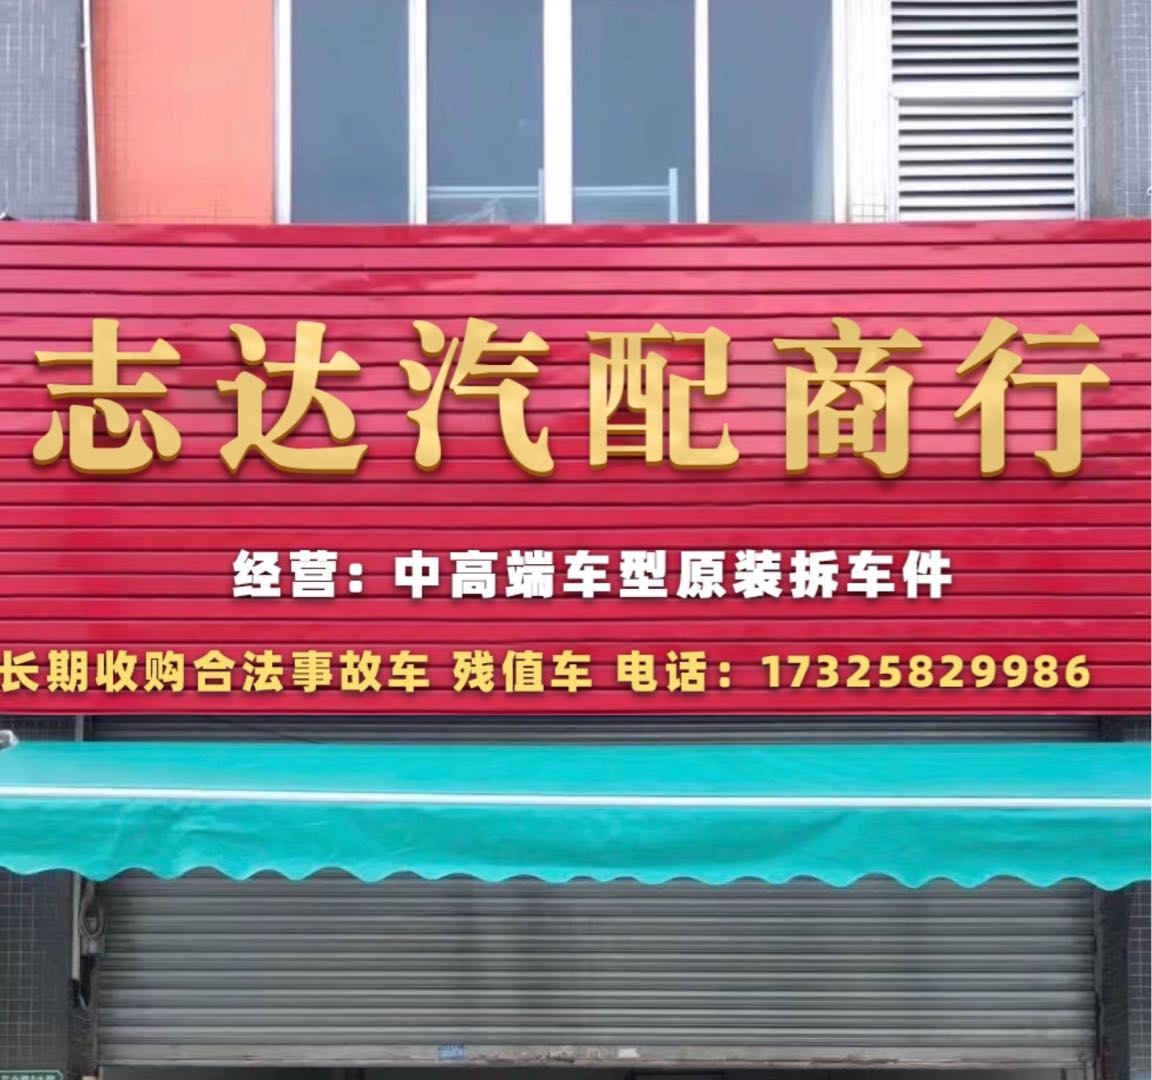 志达汽配商行
经营：中高端车型原装拆车件
长期收购合法事故车 残值车 电话：17325829986